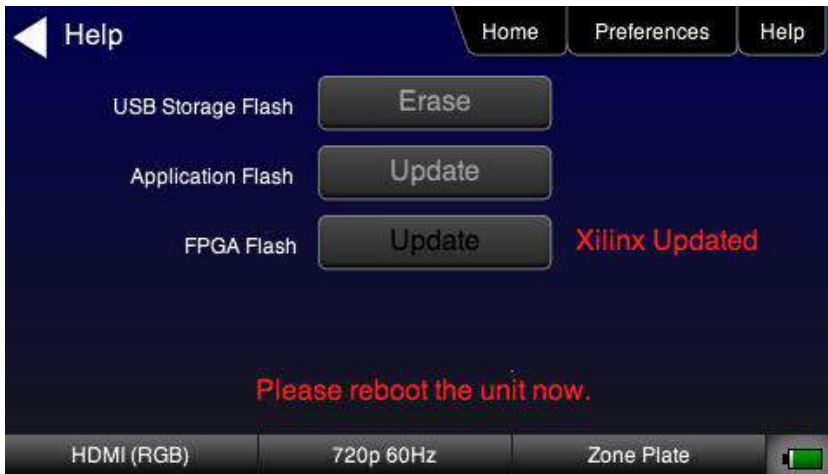 Help
Home
Preferences
Help
USB Storage Flash
Erase
Application Flash
Update
FPGA Flash
Update
Xilinx Updated
Please reboot the unit now.
HDMI (RGB)
720p 60Hz
Zone Plate